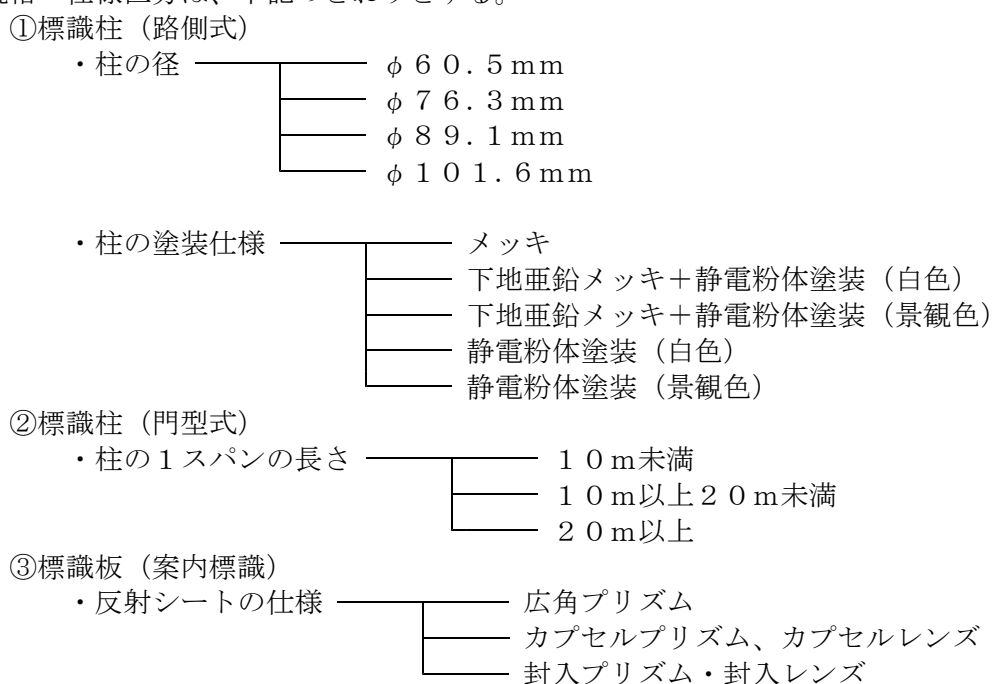 規格・仕様区分は、下記のとおりとする。
①標識柱（路側式）
・柱の径 φ６０．５mm
φ７６．３mm
φ８９．１mm
φ１０１．６mm
・柱の塗装仕様 メッキ
下地亜鉛メッキ＋静電粉体塗装（白色）
下地亜鉛メッキ＋静電粉体塗装（景観色）
静電粉体塗装（白色）
静電粉体塗装（景観色）
②標識柱（門型式）
・柱の１スパンの長さ １０ｍ未満
１０ｍ以上２０ｍ未満
２０ｍ以上
③標識板（案内標識）
・反射シートの仕様 広角プリズム
カプセルプリズム、カプセルレンズ
封入プリズム・封入レンズ